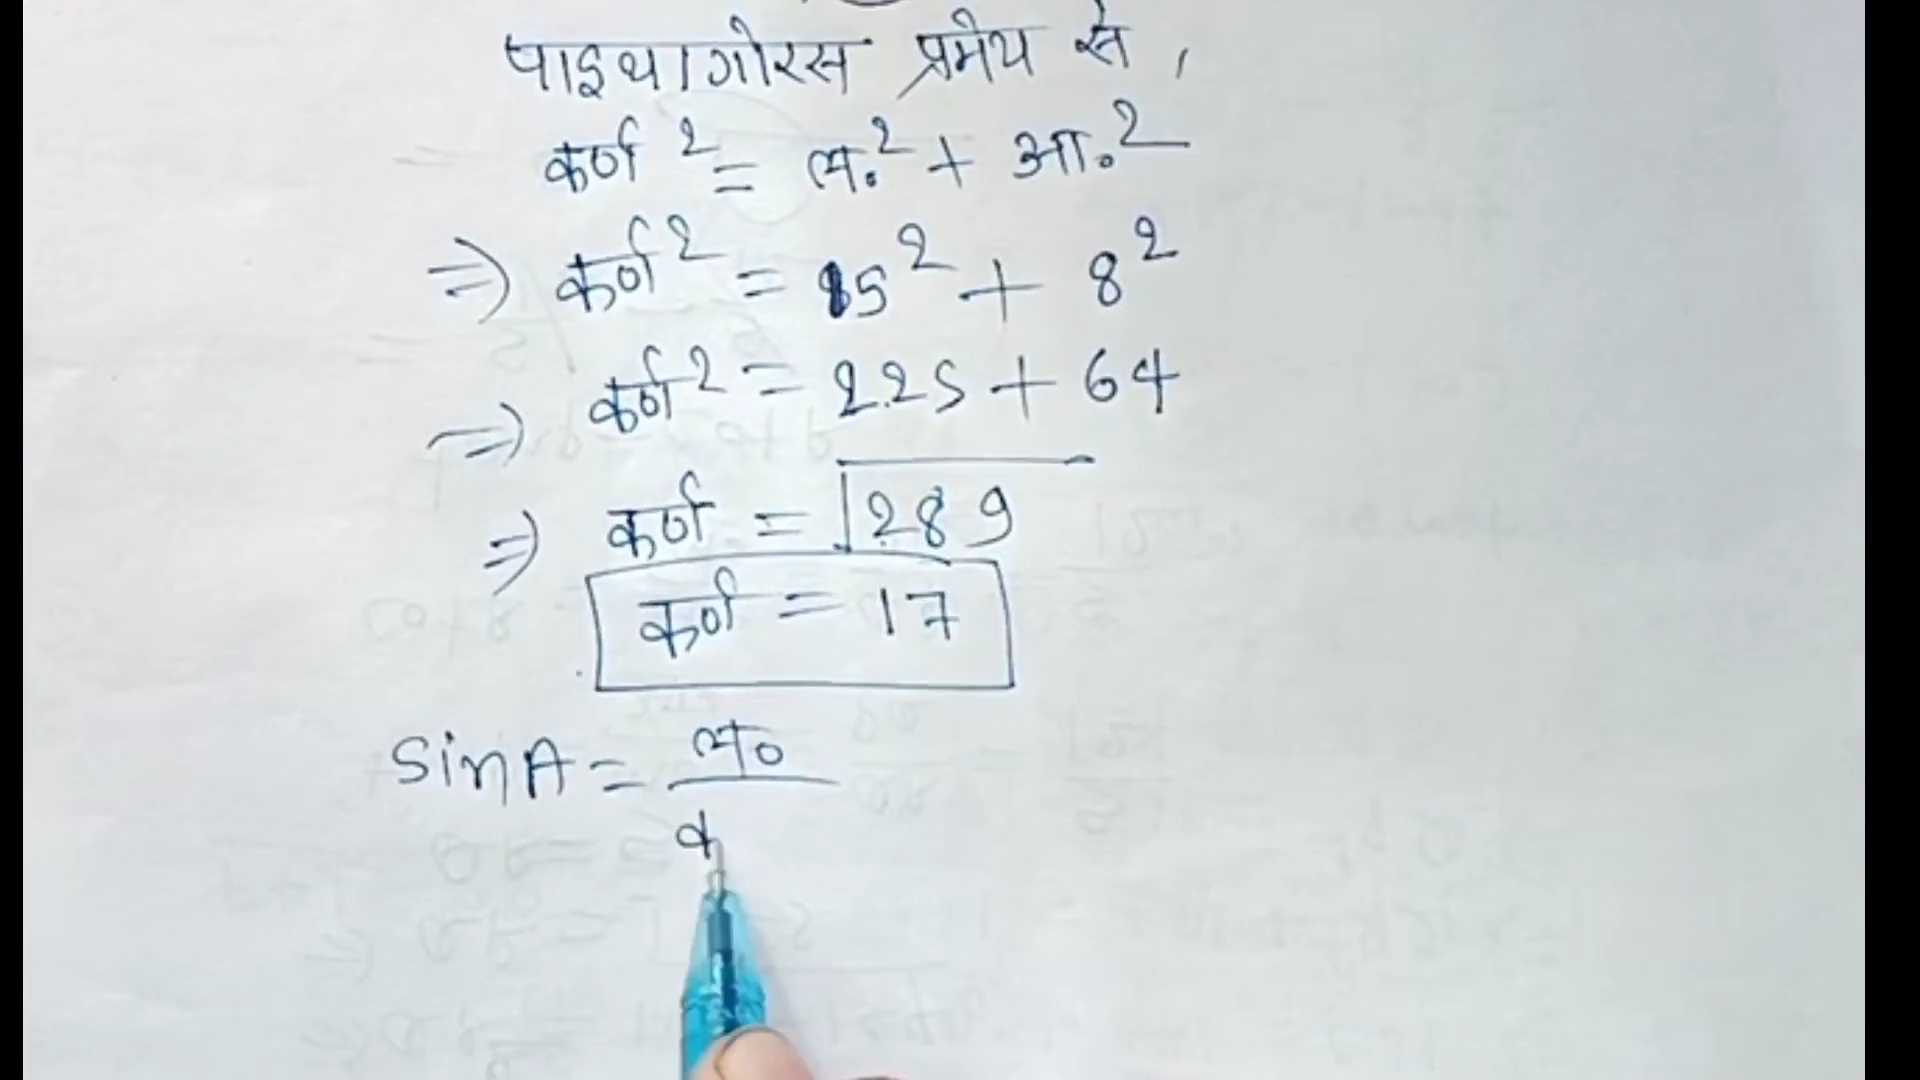 पाइथागोरस प्रमेय से,
कर्ण² = ल.² + आ.²
⇒ कर्ण² = 15² + 8²
⇒ कर्ण² = 225 + 64
⇒ कर्ण = √289
कर्ण = 17
SinA = ल०/क